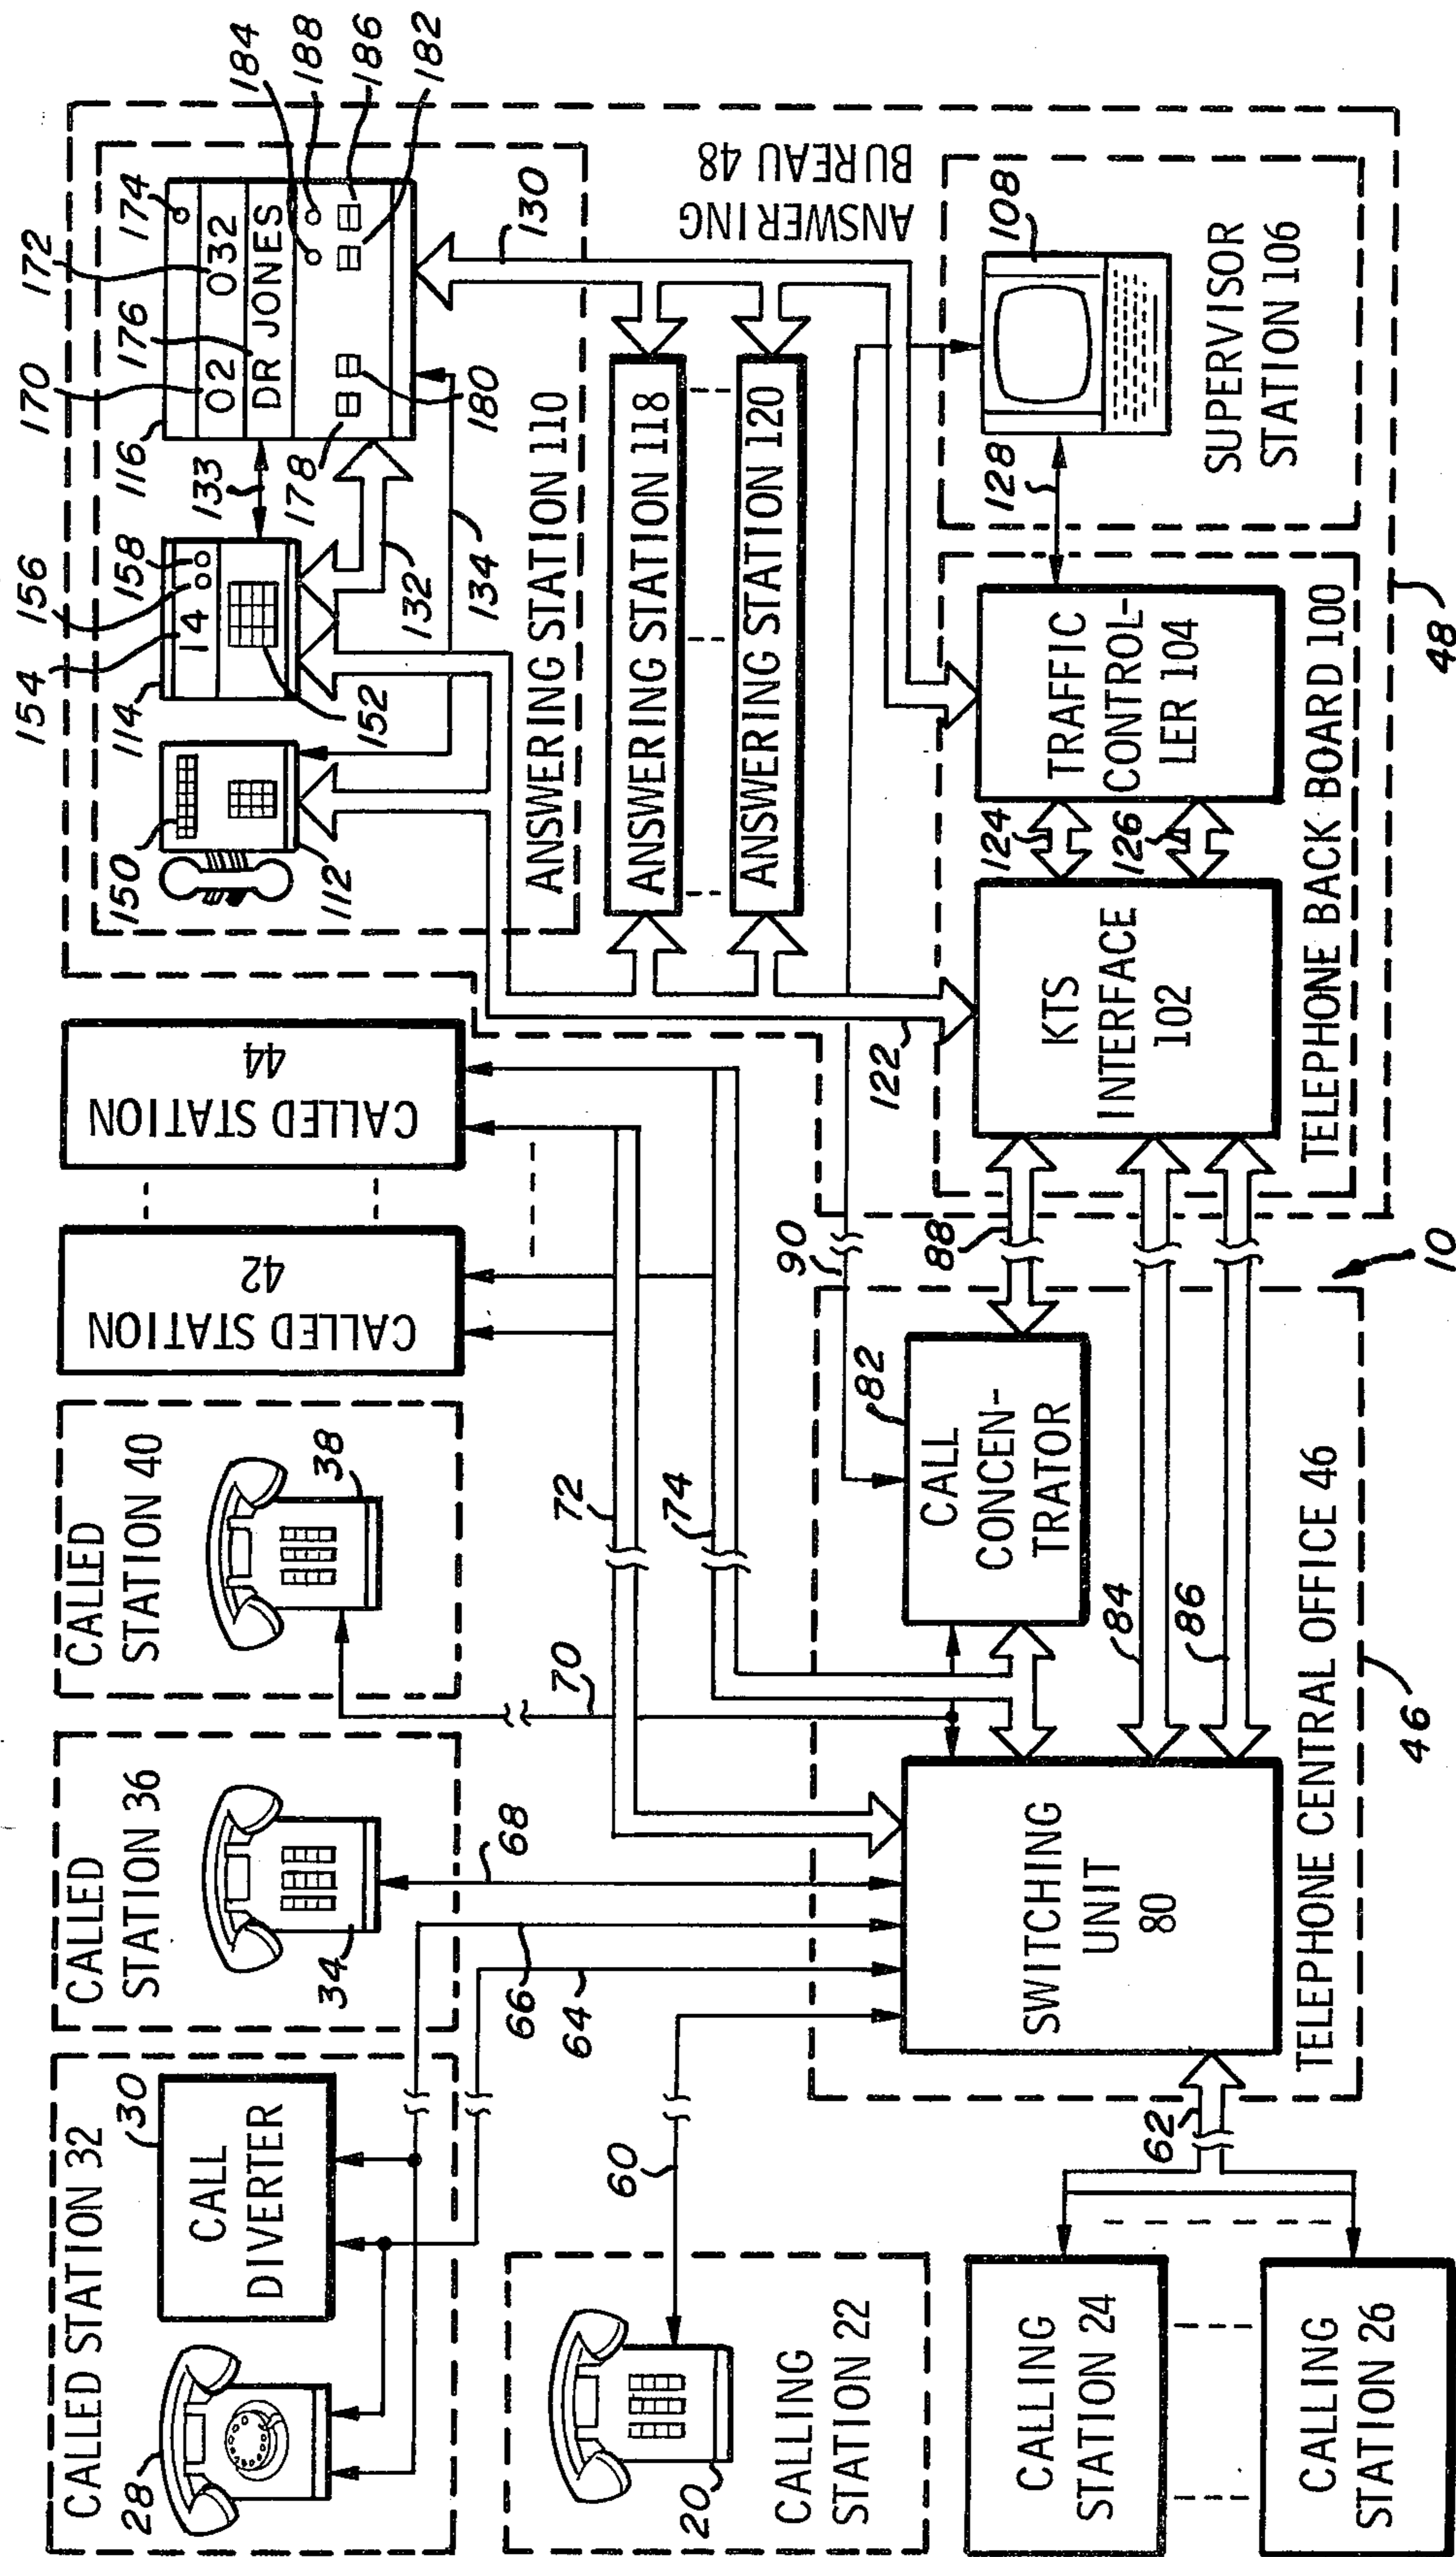 CALLED STATION 32
28
CALL
DIVERTER
30
CALLED
STATION 36
34
CALLED
STATION 40
38
CALLED STATION
42
CALLED STATION
44
150
112
154
156
158
114
14
152
133
116
170
176
172
174
02
032
DR JONES
178
180
184
188
186
182
132
134
130
ANSWERING STATION 110
ANSWERING STATION 118
ANSWERING STATION 120
ANSWERING
BUREAU 48
60
64
66
68
70
72
74
90
122
20
CALLING
STATION 22
CALLING
STATION 24
CALLING
STATION 26
62
SWITCHING
UNIT
80
CALL
CONCEN-
TRATOR
82
84
86
88
TELEPHONE CENTRAL OFFICE 46
46
10
KTS
INTERFACE
102
124
126
TRAFFIC
CONTROL-
LER 104
TELEPHONE BACK BOARD 100
128
108
SUPERVISOR
STATION 106
48